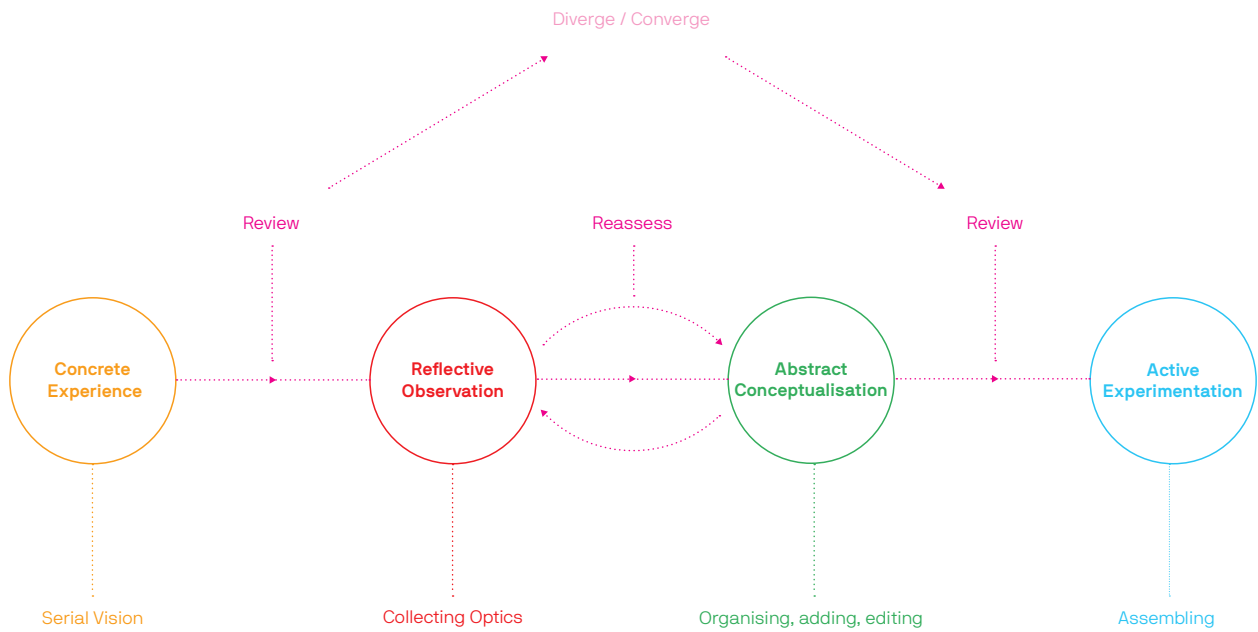 Diverge / Converge
Review
Reassess
Review
Concrete
Experience
Reflective
Observation
Abstract
Conceptualisation
Active
Experimentation
Serial Vision
Collecting Optics
Organising, adding, editing
Assembling